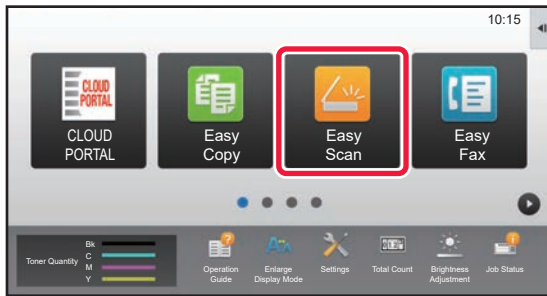 10:15
CLOUD
PORTAL
CLOUD
PORTAL
Easy
Copy
Easy
Scan
Easy
Fax
Toner Quantity
Bk
C
M
Y
Operation
Guide
Enlarge
Display Mode
Settings
Total Count
Brightness
Adjustment
Job Status